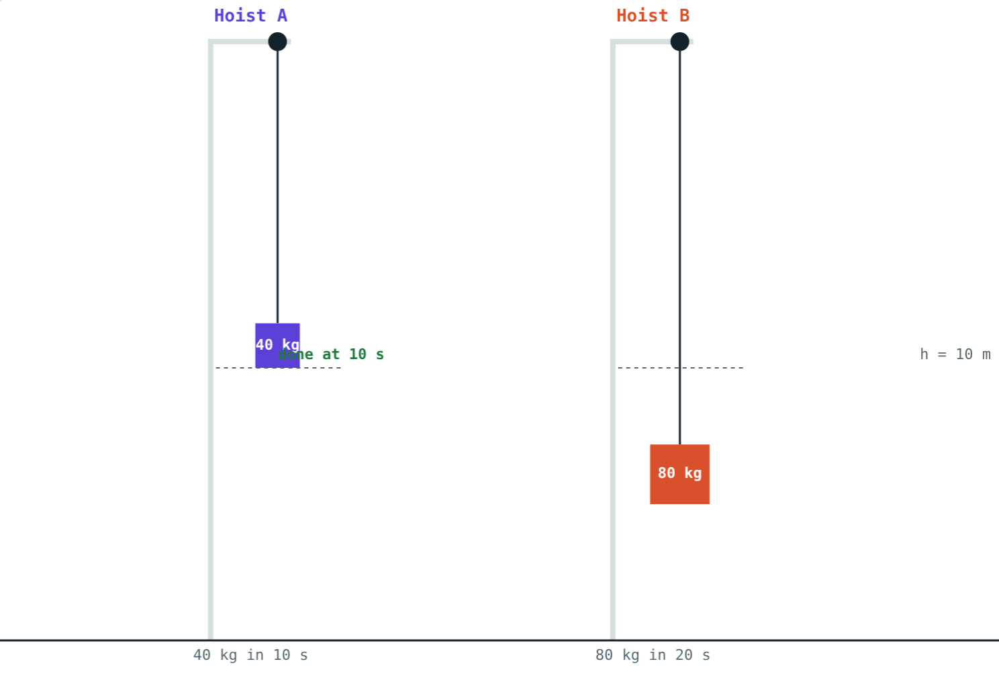 Hoist A
Hoist B
40 kg
done at 10 s
h = 10 m
80 kg
40 kg in 10 s
80 kg in 20 s